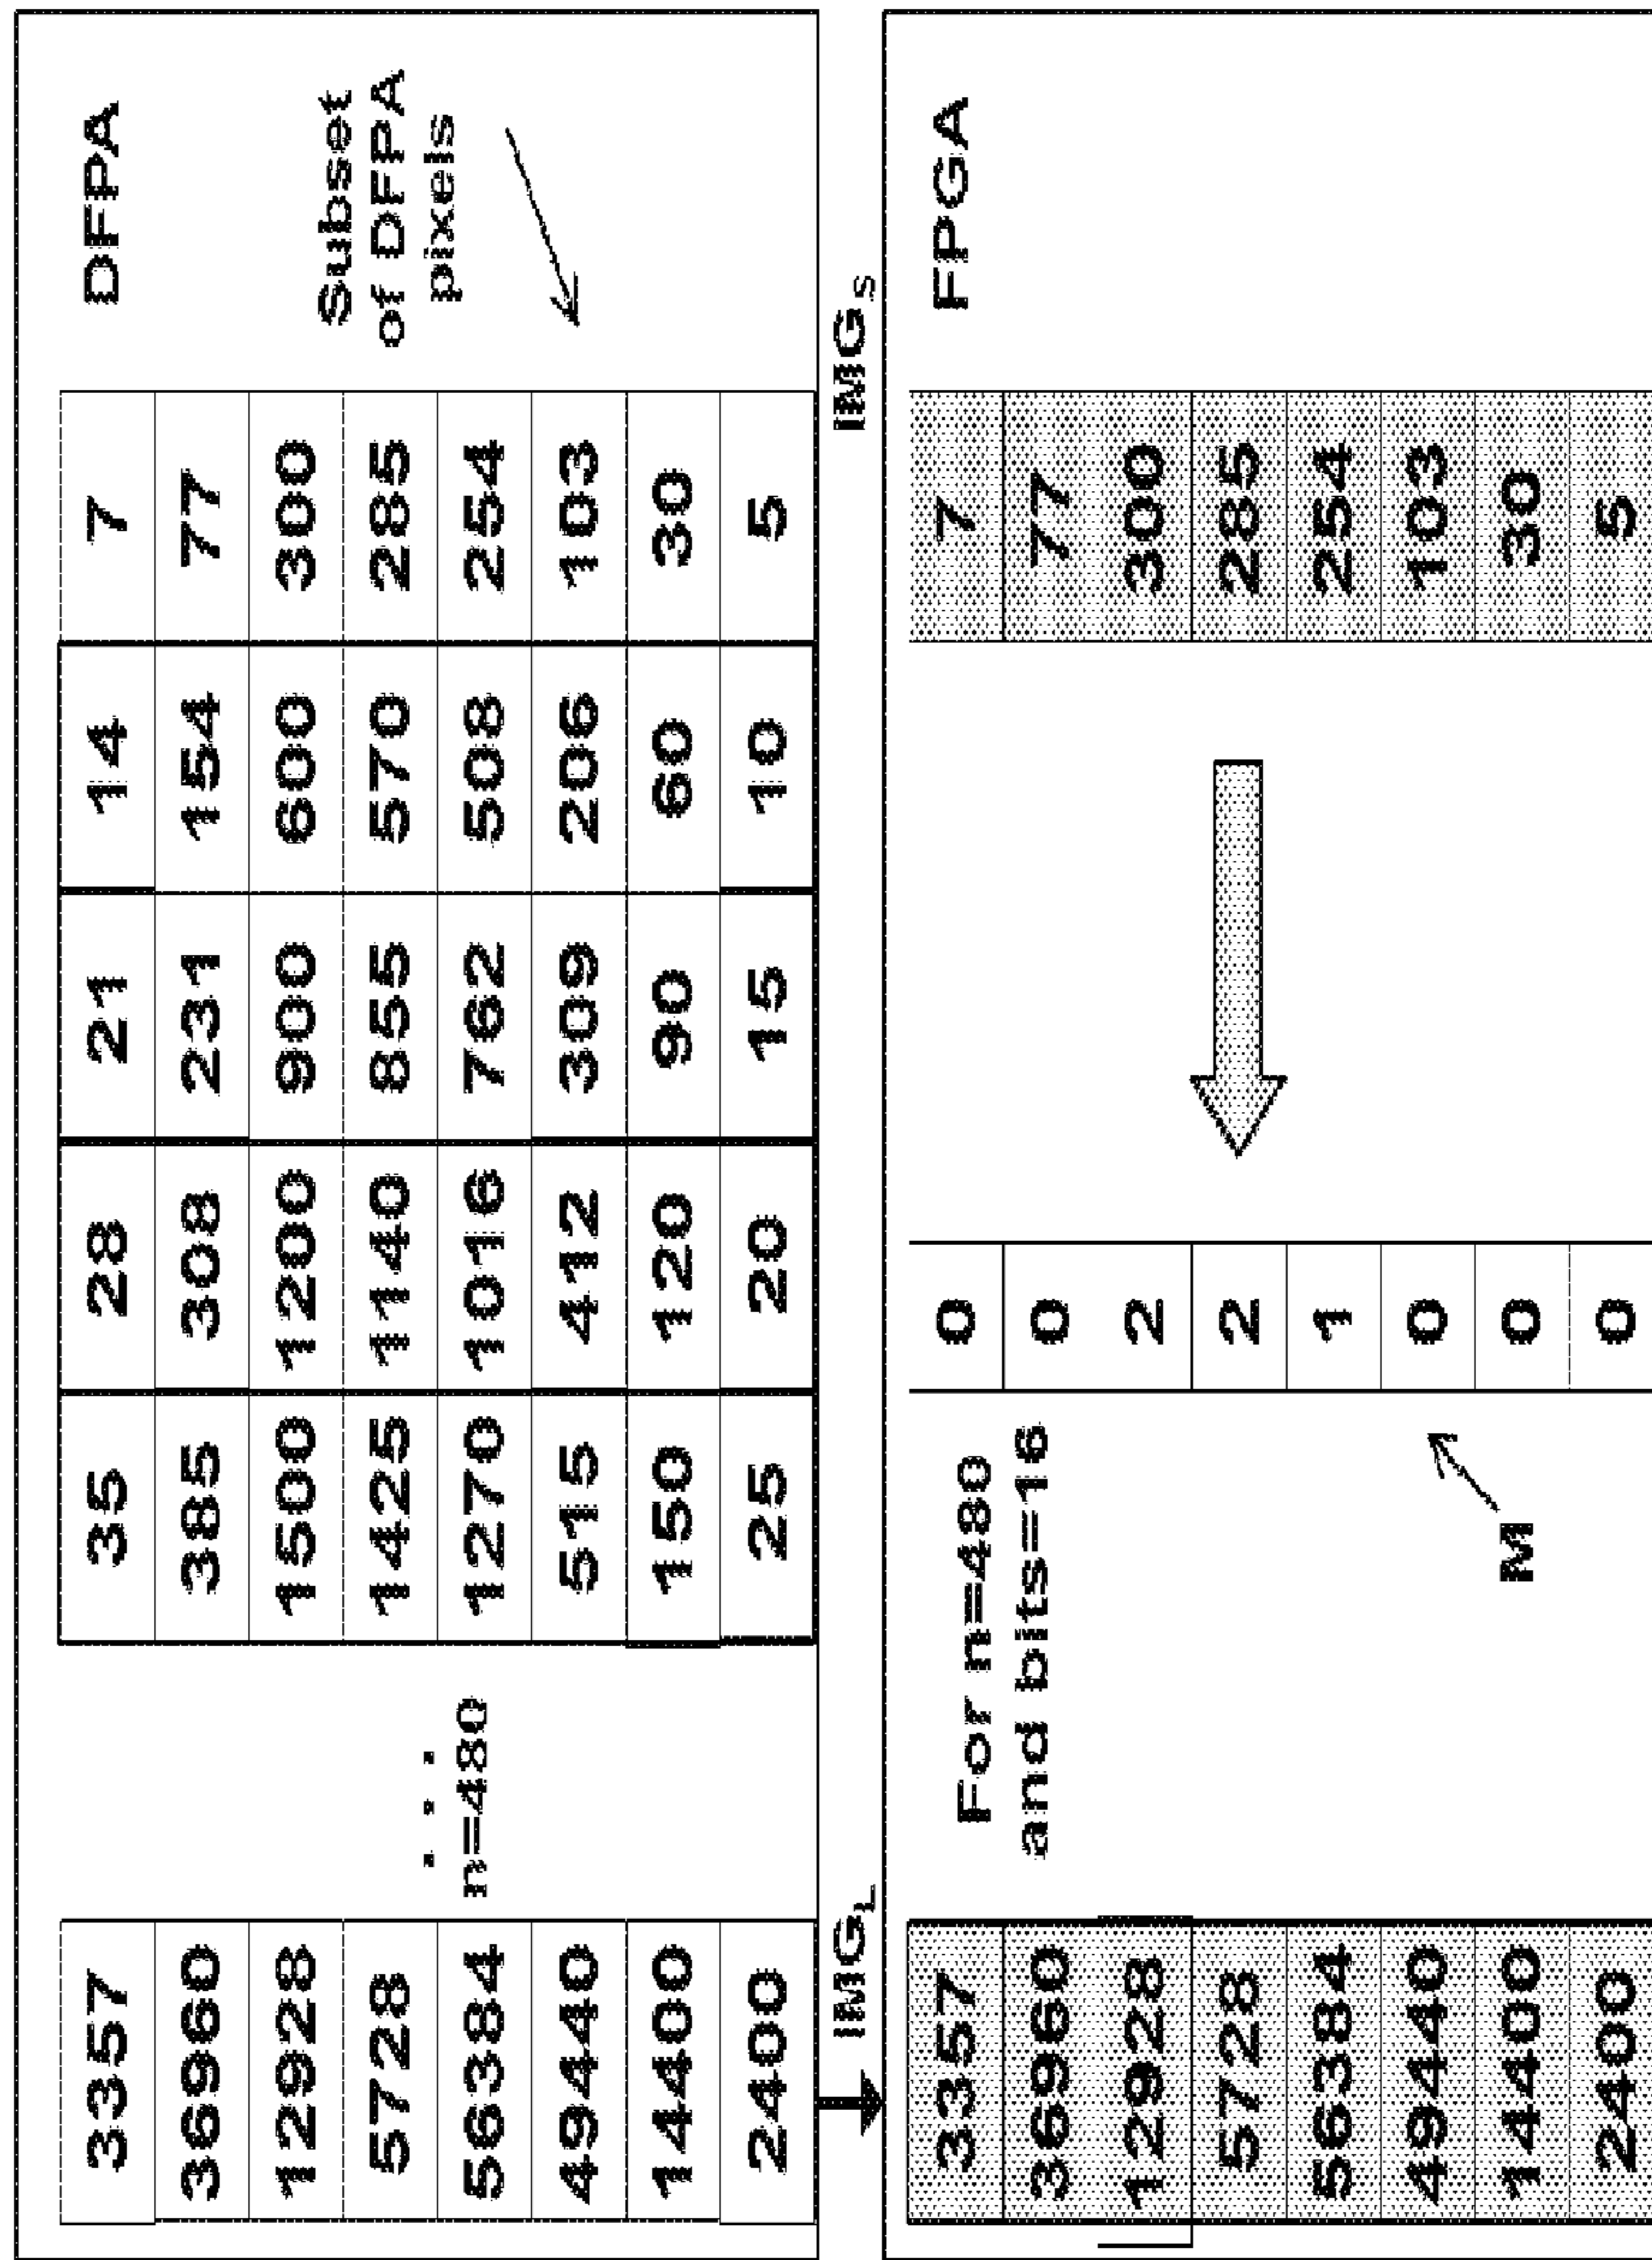 DFPA
3357 35 28 21 14 7
36960 385 308 231 154 77
12928 1500 1200 900 600 300
5728 1425 1140 855 570 285
56384 1270 1016 762 508 254
49440 515 412 309 206 103
14400 150 120 90 60 30
2400 25 20 15 10 5
. . .
n=480
Subset
of DFPA
pixels
IMG_L IMG_S
FPGA
For n=480
and bits=16
M
3357 0 7
36960 0 77
12928 2 300
5728 2 285
56384 1 254
49440 0 103
14400 0 30
2400 0 5